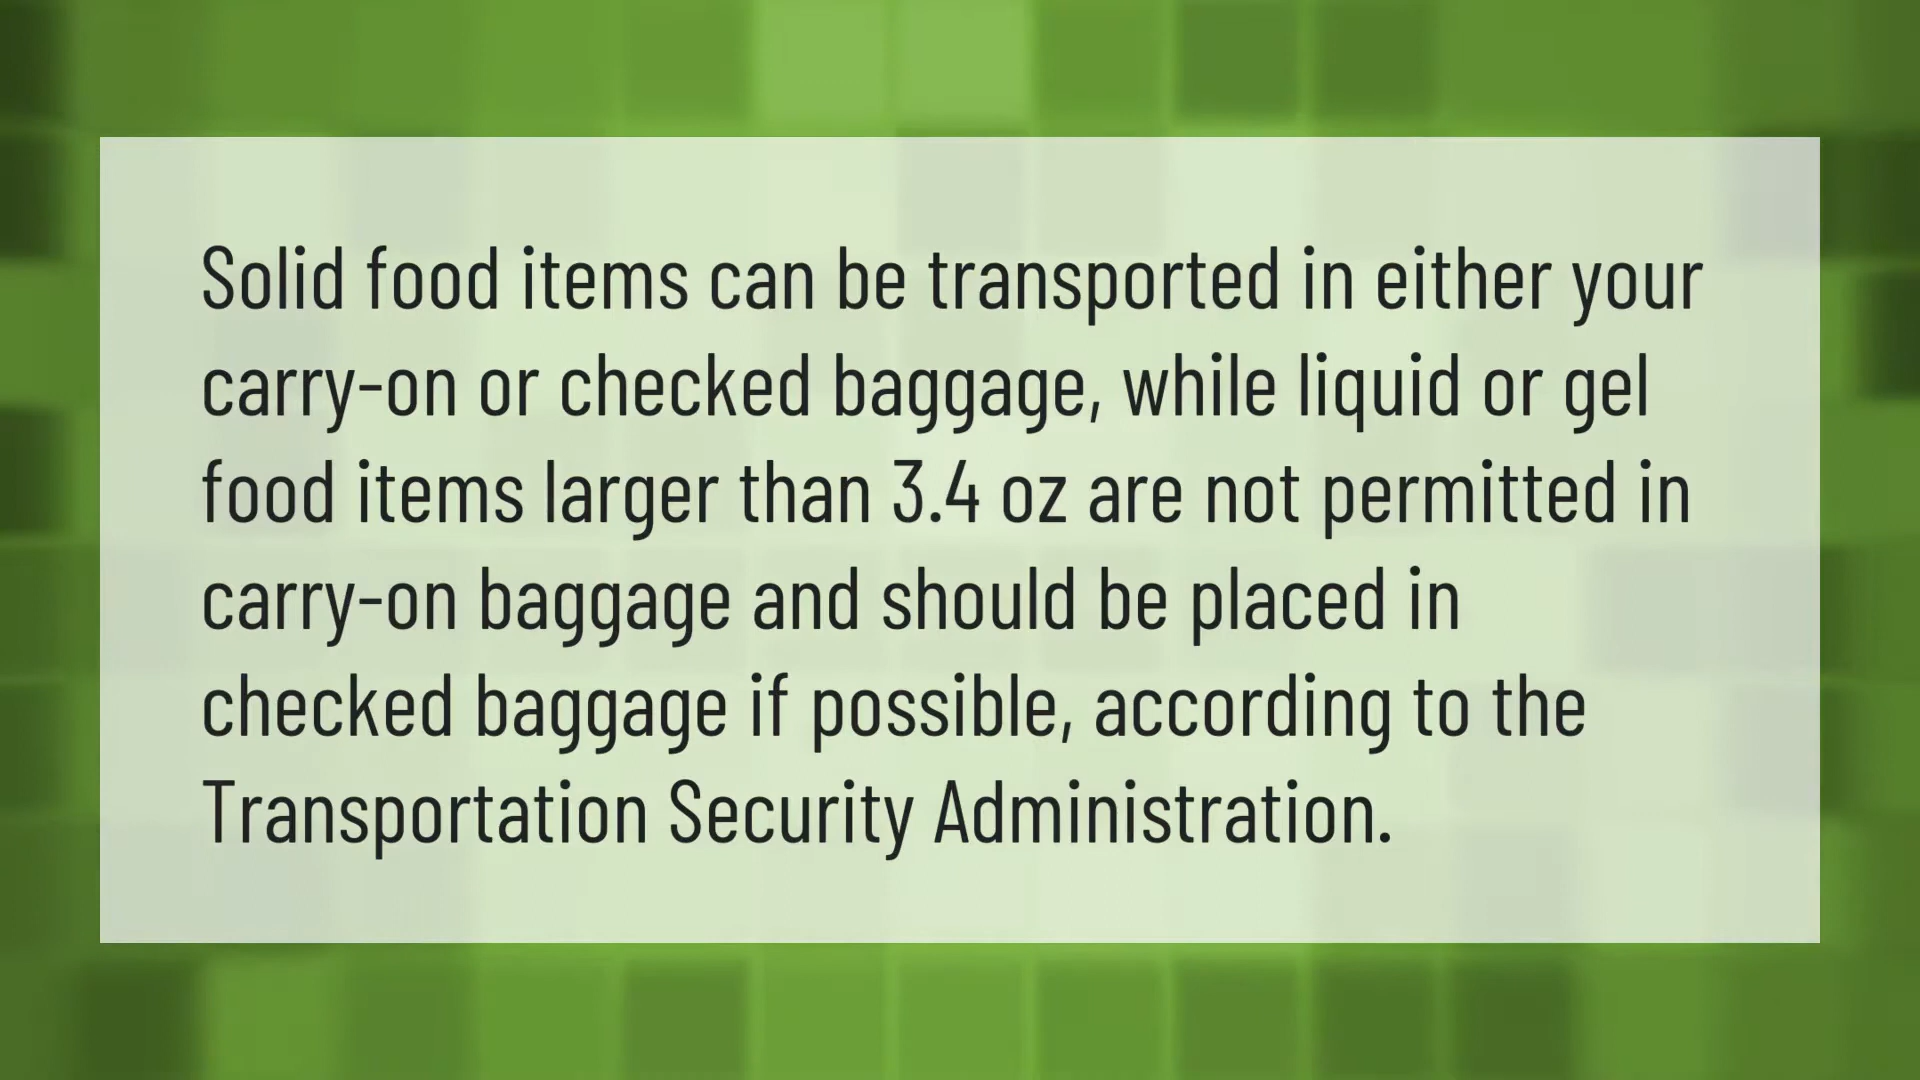 Solid food items can be transported in either your
carry-on or checked baggage, while liquid or gel
food items larger than 3.4 oz are not permitted in
carry-on baggage and should be placed in
checked baggage if possible, according to the
Transportation Security Administration.